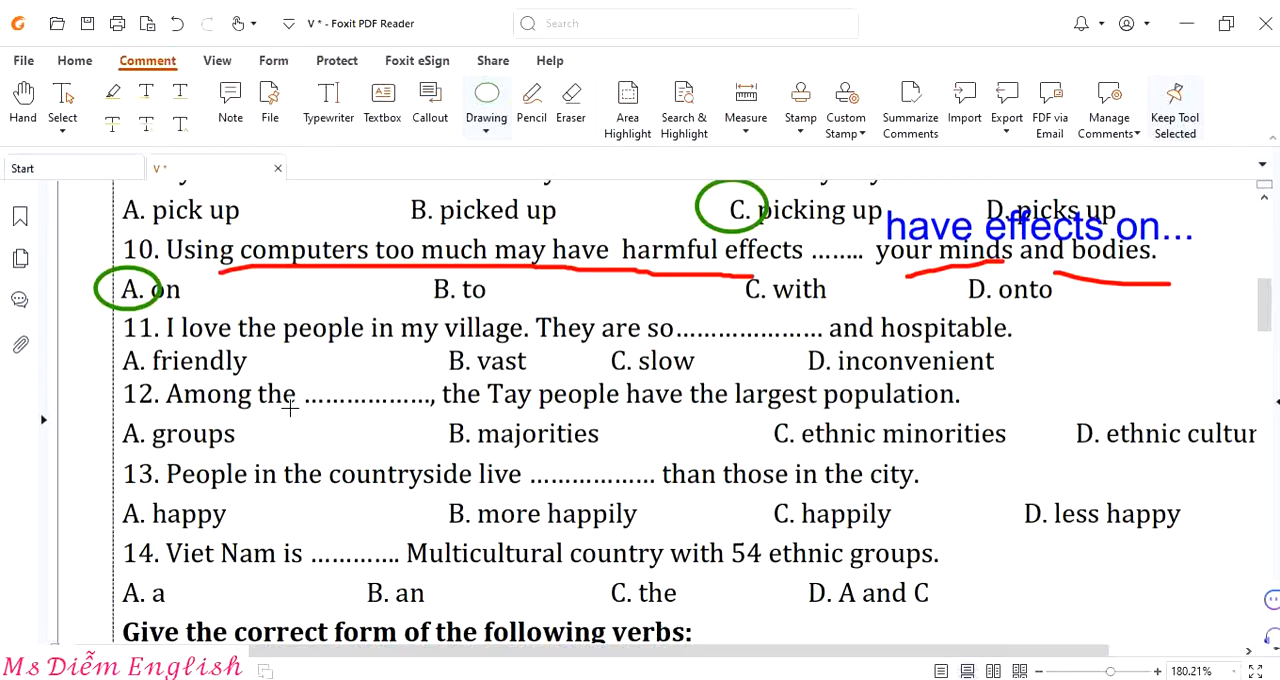 V * - Foxit PDF Reader
Search
File Home Comment View Form Protect Foxit eSign Share Help
Hand Select Note File Typewriter Textbox Callout Drawing Pencil Eraser Area Highlight Search & Highlight Measure Stamp Custom Stamp Summarize Comments Import Export PDF via Email Manage Comments Keep Tool Selected
Start V *
A. pick up B. picked up C. picking up D. picks up
have effects on...
10. Using computers too much may have harmful effects ........ your minds and bodies.
A. on B. to C. with D. onto
11. I love the people in my village. They are so........................ and hospitable.
A. friendly B. vast C. slow D. inconvenient
12. Among the ...................., the Tay people have the largest population.
A. groups B. majorities C. ethnic minorities D. ethnic cultur
13. People in the countryside live .................... than those in the city.
A. happy B. more happily C. happily D. less happy
14. Viet Nam is ............. Multicultural country with 54 ethnic groups.
A. a B. an C. the D. A and C
Give the correct form of the following verbs:
Ms Diễm English
180.21%